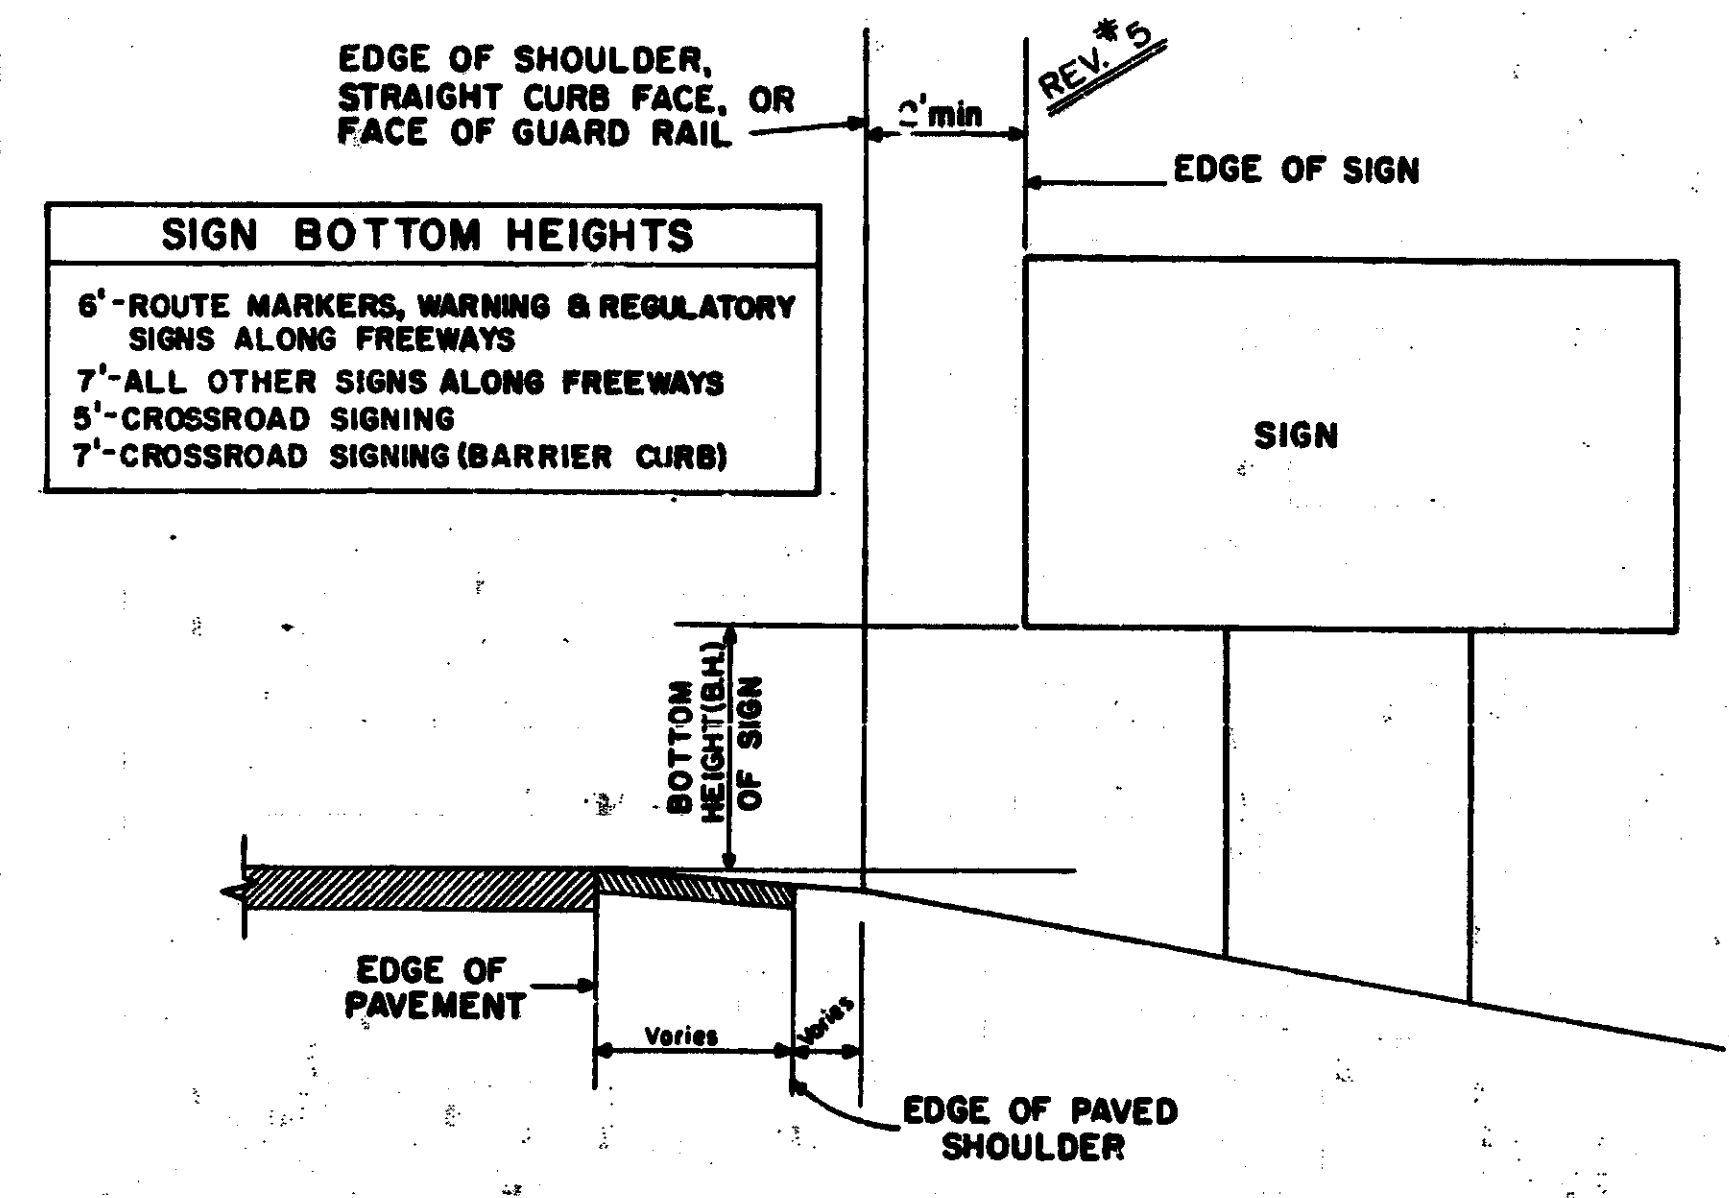 EDGE OF SHOULDER,
STRAIGHT CURB FACE, OR
FACE OF GUARD RAIL
REV. #5
2'min
EDGE OF SIGN
SIGN BOTTOM HEIGHTS
6'-ROUTE MARKERS, WARNING & REGULATORY
SIGNS ALONG FREEWAYS
7'-ALL OTHER SIGNS ALONG FREEWAYS
5'-CROSSROAD SIGNING
7'-CROSSROAD SIGNING (BARRIER CURB)
SIGN
BOTTOM
HEIGHT (B.H.)
OF SIGN
EDGE OF
PAVEMENT
Varies
Varies
EDGE OF PAVED
SHOULDER